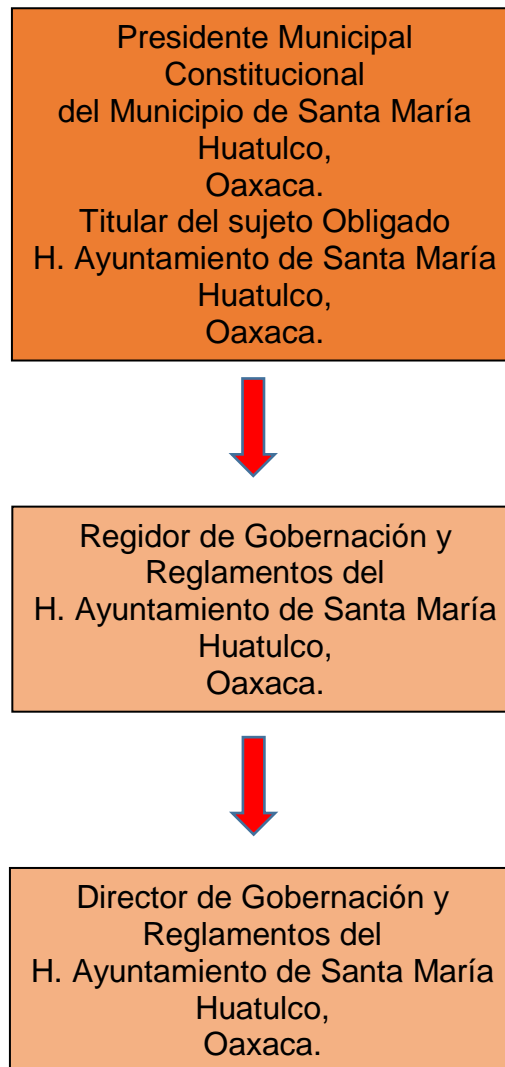 Presidente Municipal
Constitucional
del Municipio de Santa María
Huatulco,
Oaxaca.
Titular del sujeto Obligado
H. Ayuntamiento de Santa María
Huatulco,
Oaxaca.
Regidor de Gobernación y
Reglamentos del
H. Ayuntamiento de Santa María
Huatulco,
Oaxaca.
Director de Gobernación y
Reglamentos del
H. Ayuntamiento de Santa María
Huatulco,
Oaxaca.